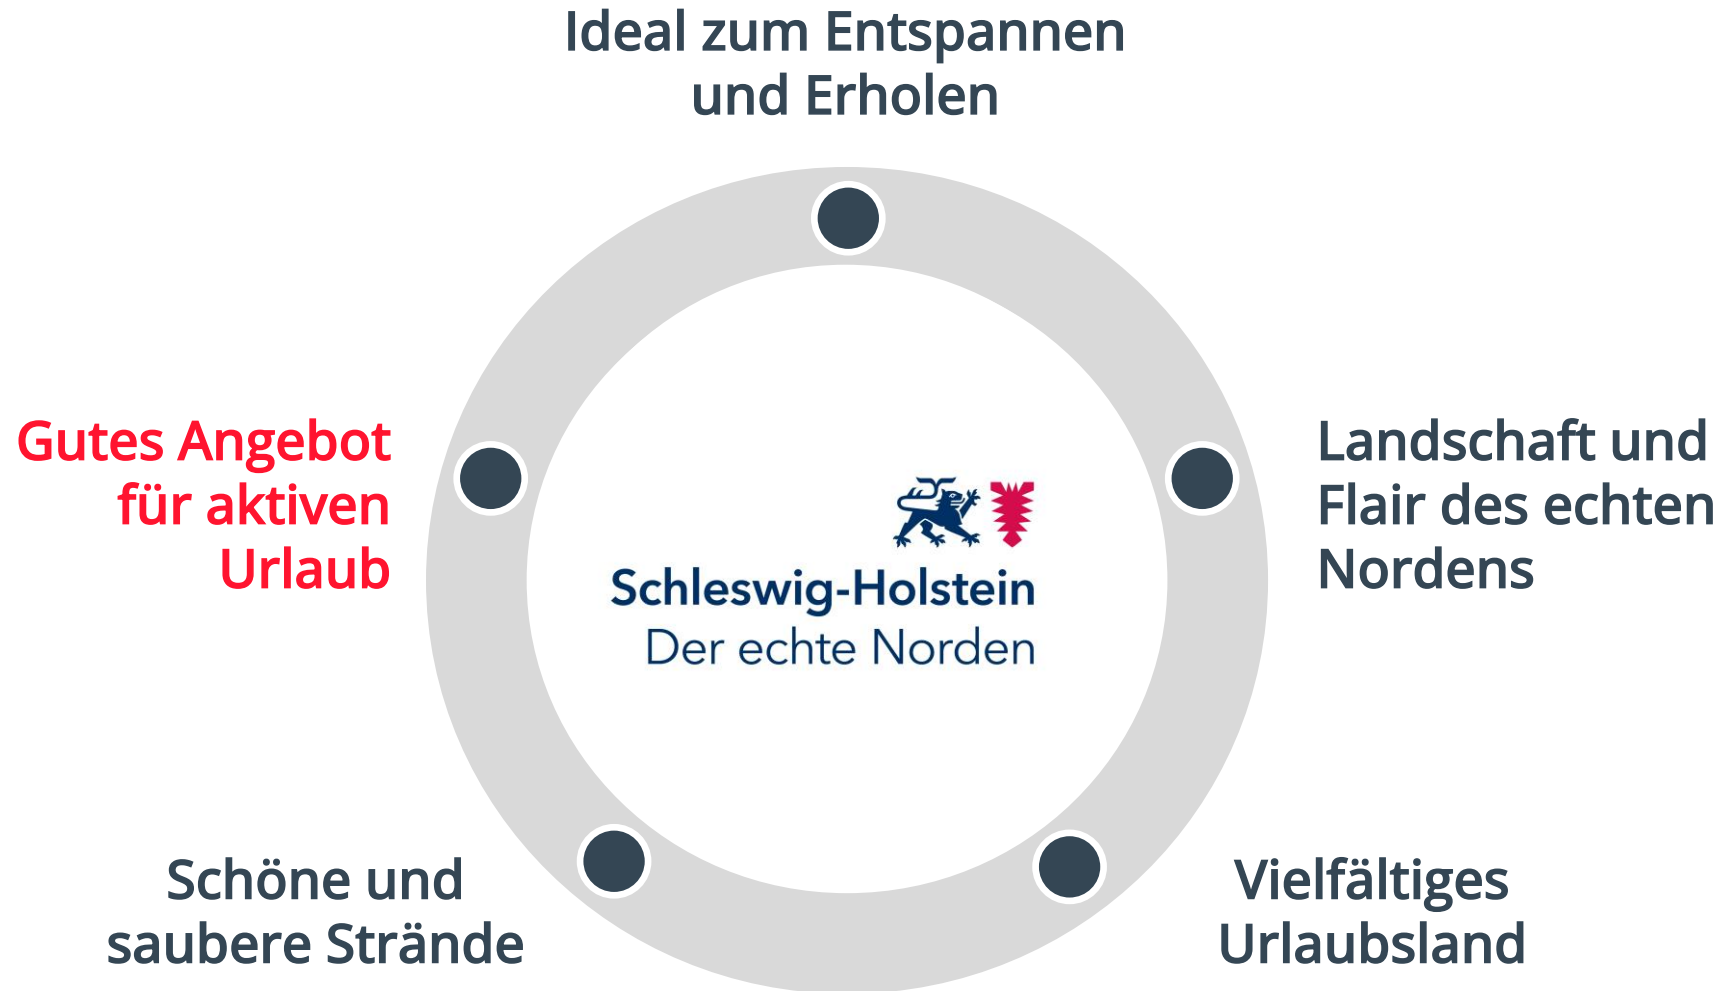 Ideal zum Entspannen
und Erholen
Gutes Angebot
für aktiven
Urlaub
Landschaft und
Flair des echten
Nordens
Schleswig-Holstein
Der echte Norden
Schöne und
saubere Strände
Vielfältiges
Urlaubsland